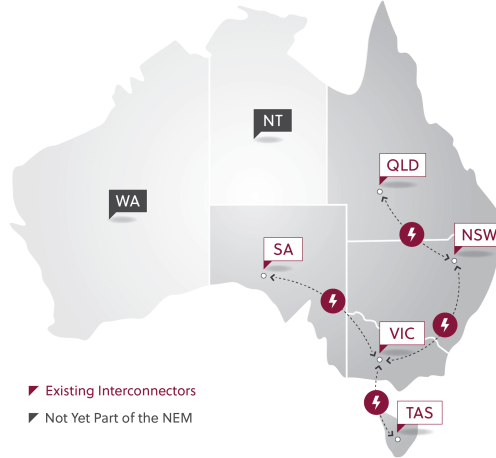 NT
QLD
WA
NSW
SA
VIC
Existing Interconnectors
TAS
Not Yet Part of the NEM